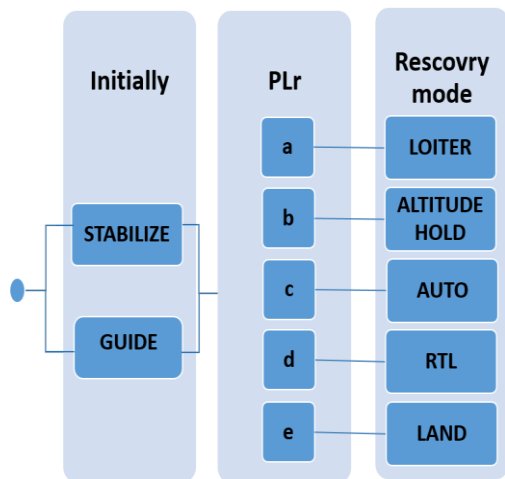 Initially
PLr
Rescovry
mode
a
LOITER
b
ALTITUDE
HOLD
STABILIZE
c
AUTO
GUIDE
d
RTL
e
LAND